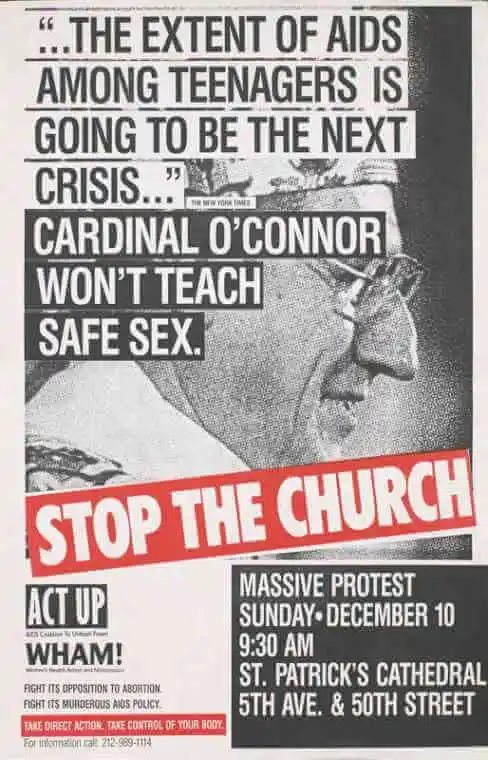 “...THE EXTENT OF AIDS
AMONG TEENAGERS IS
GOING TO BE THE NEXT
CRISIS...”
THE NEW YORK TIMES
CARDINAL O’CONNOR
WON’T TEACH
SAFE SEX.
STOP THE CHURCH
ACT UP
AIDS Coalition To Unleash Power
WHAM!
Women's Health Action and Mobilization
FIGHT ITS OPPOSITION TO ABORTION.
FIGHT ITS MURDEROUS AIDS POLICY.
TAKE DIRECT ACTION. TAKE CONTROL OF YOUR BODY.
For information call: 212-989-1114
MASSIVE PROTEST
SUNDAY•DECEMBER 10
9:30 AM
ST. PATRICK’S CATHEDRAL
5TH AVE. & 50TH STREET